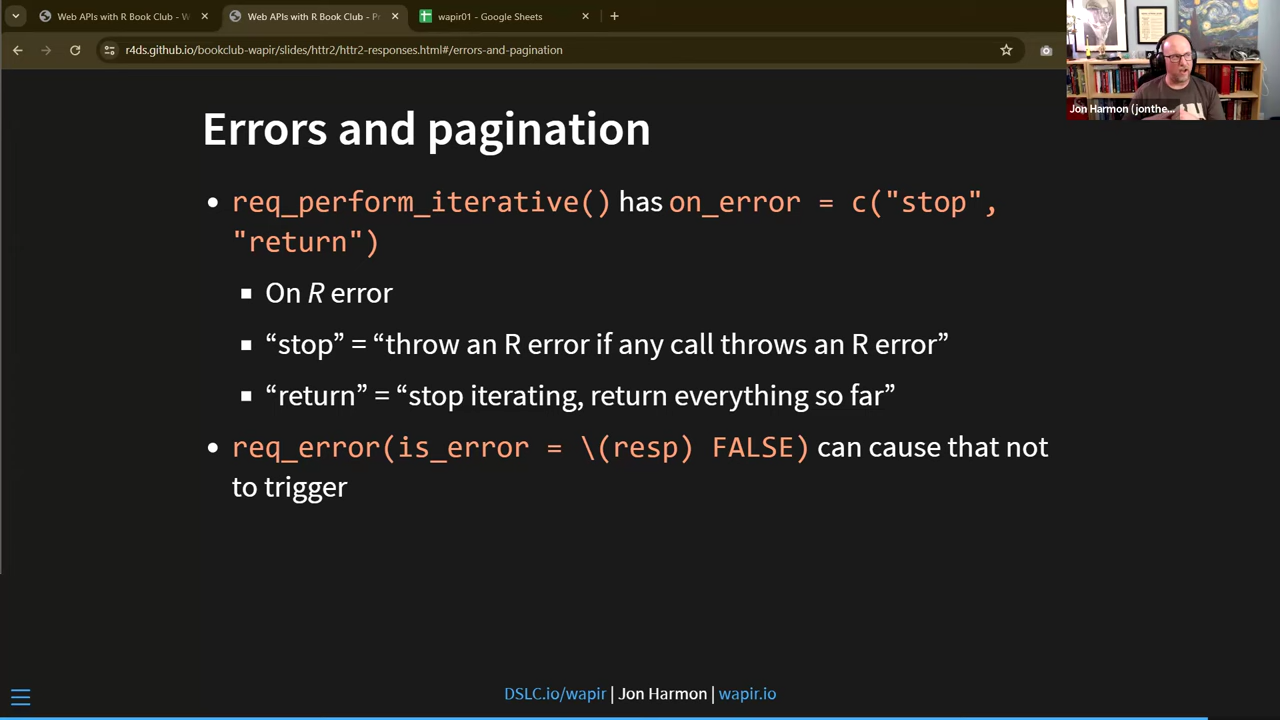 Web APIs with R Book Club - W
Web APIs with R Book Club - Pr
wapir01 - Google Sheets
r4ds.github.io/bookclub-wapir/slides/httr2/httr2-responses.html#/errors-and-pagination
Jon Harmon (jonthe...
Errors and pagination
req_perform_iterative() has on_error = c("stop",
"return")
On R error
“stop” = “throw an R error if any call throws an R error”
“return” = “stop iterating, return everything so far”
req_error(is_error = \(resp) FALSE) can cause that not
to trigger
DSLC.io/wapir | Jon Harmon | wapir.io